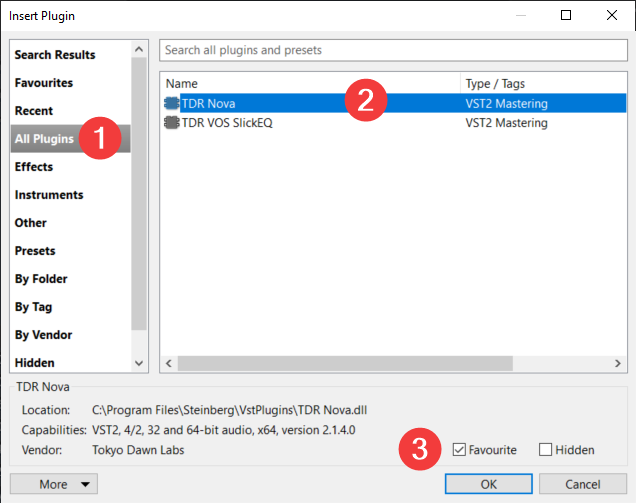 Insert Plugin
Search Results
Favourites
Recent
All Plugins
1
Effects
Instruments
Other
Presets
By Folder
By Tag
By Vendor
Hidden
Search all plugins and presets
Name Type / Tags
TDR Nova 2 VST2 Mastering
TDR VOS SlickEQ VST2 Mastering
TDR Nova
Location: C:\Program Files\Steinberg\VstPlugins\TDR Nova.dll
Capabilities: VST2, 4/2, 32 and 64-bit audio, x64, version 2.1.4.0
Vendor: Tokyo Dawn Labs
3 Favourite Hidden
More OK Cancel